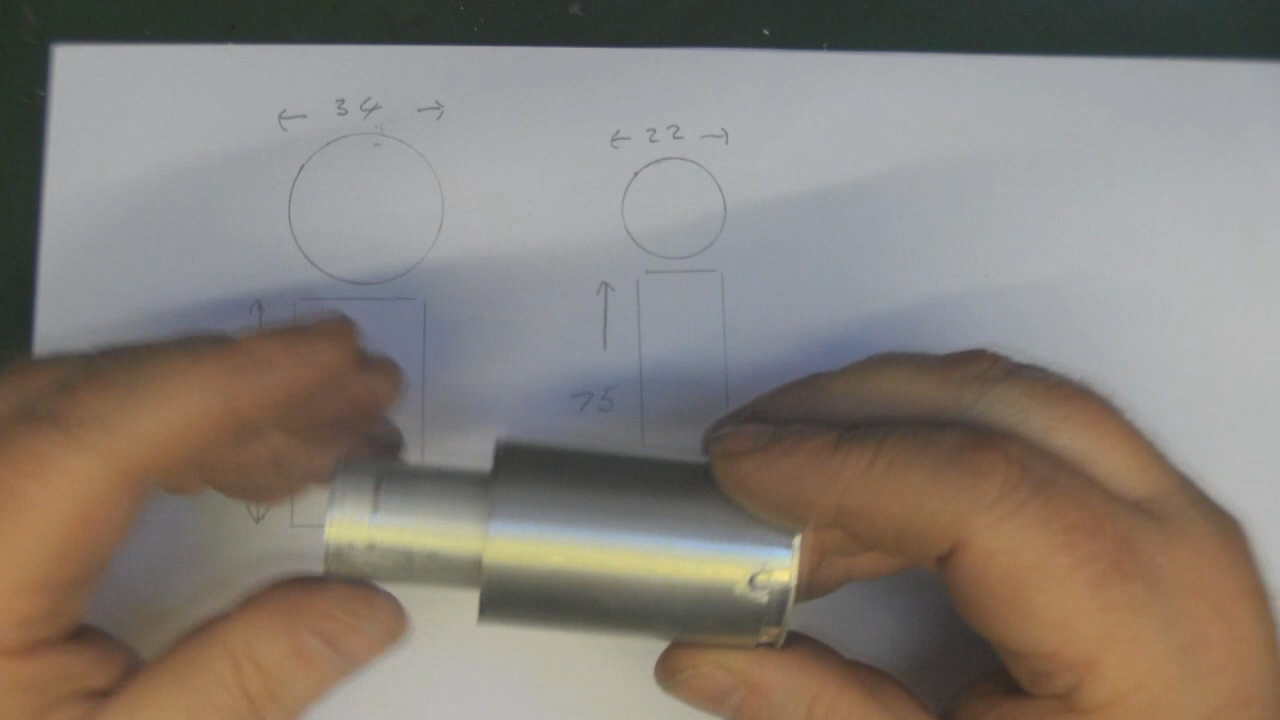 ← 34 →
← 22 →
75